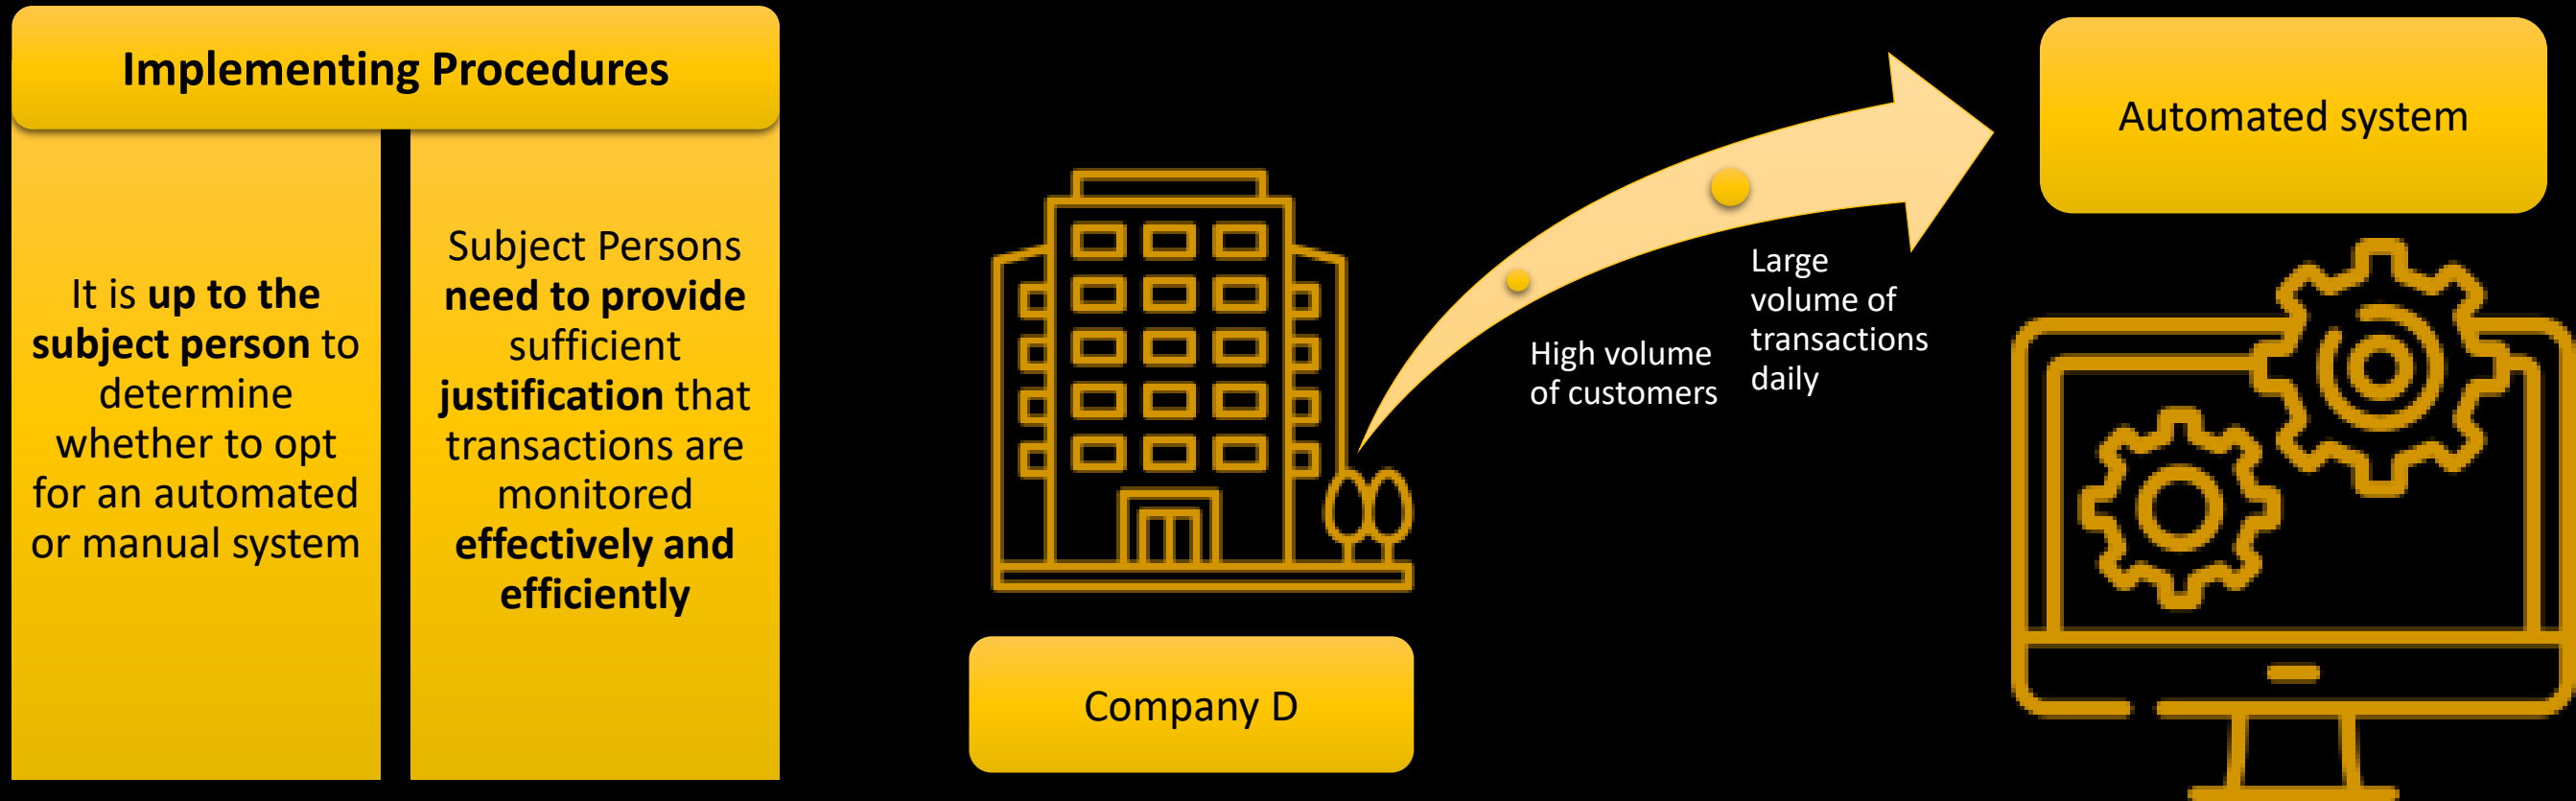 Implementing Procedures
It is up to the
subject person to
determine
whether to opt
for an automated
or manual system
Subject Persons
need to provide
sufficient
justification that
transactions are
monitored
effectively and
efficiently
Company D
High volume
of customers
Large
volume of
transactions
daily
Automated system